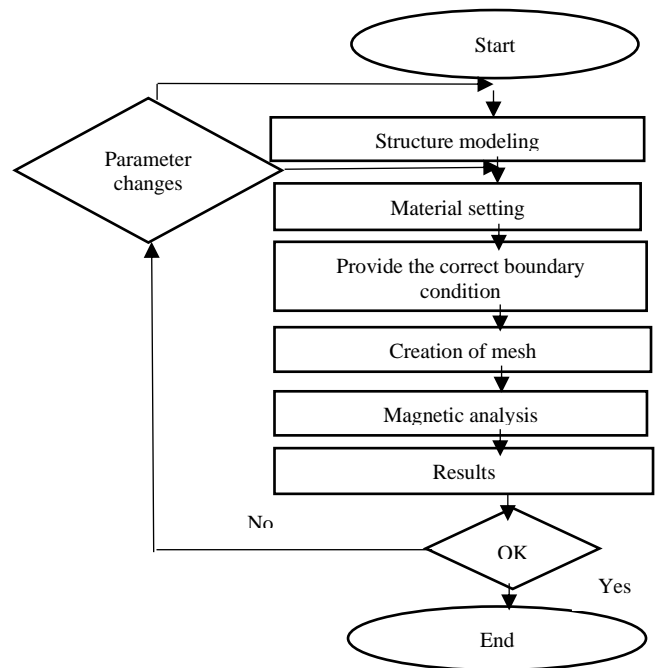 Start
Parameter
changes
Structure modeling
Material setting
Provide the correct boundary
condition
Creation of mesh
Magnetic analysis
Results
No
OK
Yes
End